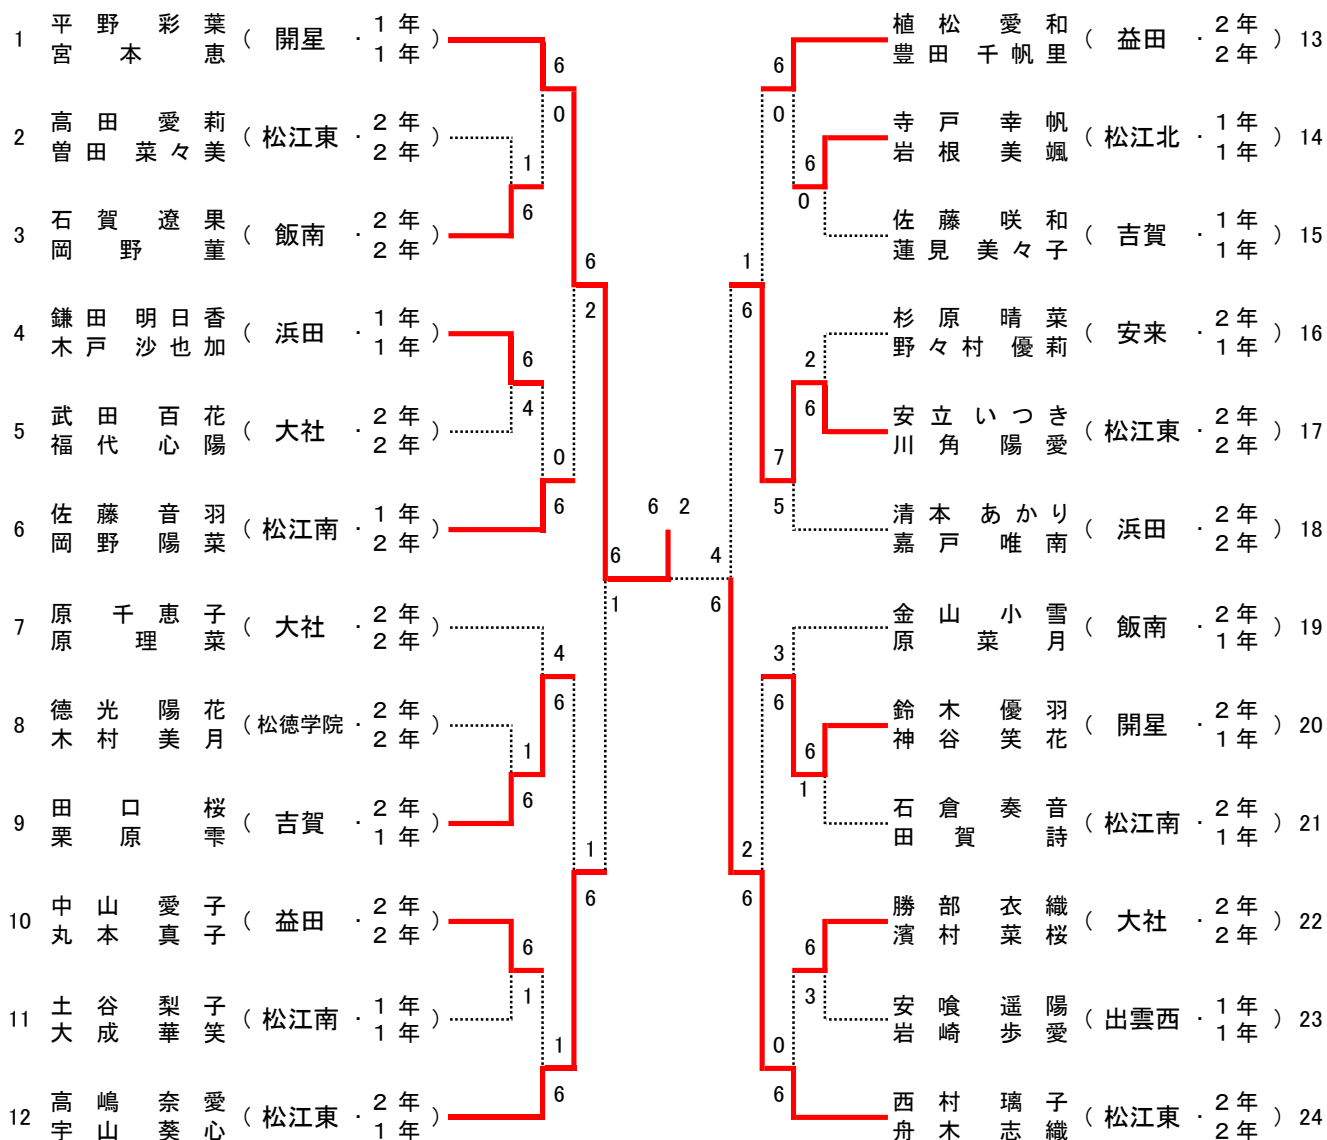 1 平野彩葉 宮本恵 ( 開星 ・ 1年 1年 )
2 高田愛莉 曽田菜々美 ( 松江東 ・ 2年 2年 )
3 石賀遼果 岡野菫 ( 飯南 ・ 2年 2年 )
4 鎌田明日香 木戸沙也加 ( 浜田 ・ 1年 1年 )
5 武田百花 福代心陽 ( 大社 ・ 2年 2年 )
6 佐藤音羽 岡野陽菜 ( 松江南 ・ 1年 2年 )
7 原千恵子 原理菜 ( 大社 ・ 2年 2年 )
8 德光陽花 木村美月 ( 松徳学院 ・ 2年 2年 )
9 田口桜 栗原雫 ( 吉賀 ・ 2年 1年 )
10 中山愛子 丸本真子 ( 益田 ・ 2年 2年 )
11 土谷梨子 大成華笑 ( 松江南 ・ 1年 1年 )
12 高嶋奈愛 宇山葵心 ( 松江東 ・ 2年 1年 )
6 0
1 6
6 2
6 4
0 6
6 1
4 6
1 6
1 6
6 1
1 6
6 2
植松愛和 豊田千帆里 ( 益田 ・ 2年 2年 ) 13
寺戸幸帆 岩根美颯 ( 松江北 ・ 1年 1年 ) 14
佐藤咲和 蓮見美々子 ( 吉賀 ・ 1年 1年 ) 15
杉原晴菜 野々村優莉 ( 安来 ・ 2年 1年 ) 16
安立いつき 川角陽愛 ( 松江東 ・ 2年 2年 ) 17
清本あかり 嘉戸唯南 ( 浜田 ・ 2年 2年 ) 18
金山小雪 原菜月 ( 飯南 ・ 2年 1年 ) 19
鈴木優羽 神谷笑花 ( 開星 ・ 2年 1年 ) 20
石倉奏音 田賀詩 ( 松江南 ・ 2年 1年 ) 21
勝部衣織 濱村菜桜 ( 大社 ・ 2年 2年 ) 22
安喰遥陽 岩崎歩愛 ( 出雲西 ・ 1年 1年 ) 23
西村璃子 舟木志織 ( 松江東 ・ 2年 2年 ) 24
6 0
6 0
1 6
2 6
7 5
4 6
3 6
6 1
2 6
6 3
0 6